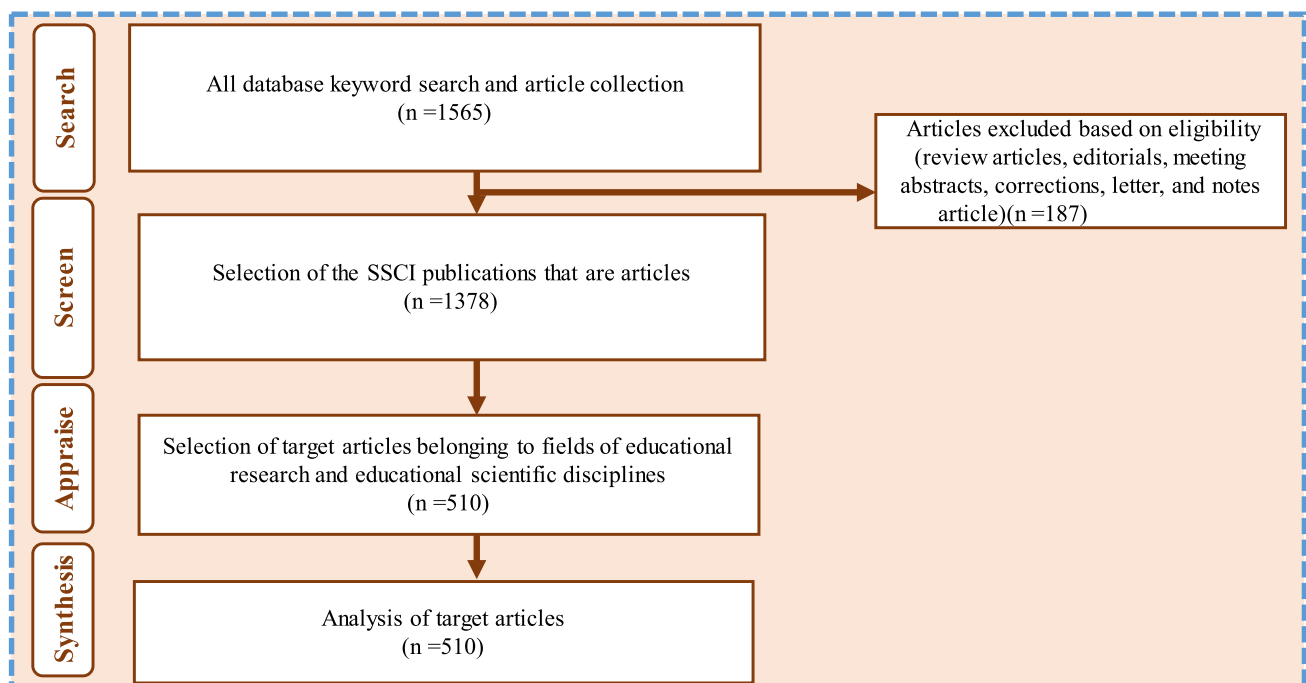 Search
All database keyword search and article collection
(n =1565)
Articles excluded based on eligibility
(review articles, editorials, meeting
abstracts, corrections, letter, and notes
article)(n =187)
Screen
Selection of the SSCI publications that are articles
(n =1378)
Appraise
Selection of target articles belonging to fields of educational
research and educational scientific disciplines
(n =510)
Synthesis
Analysis of target articles
(n =510)